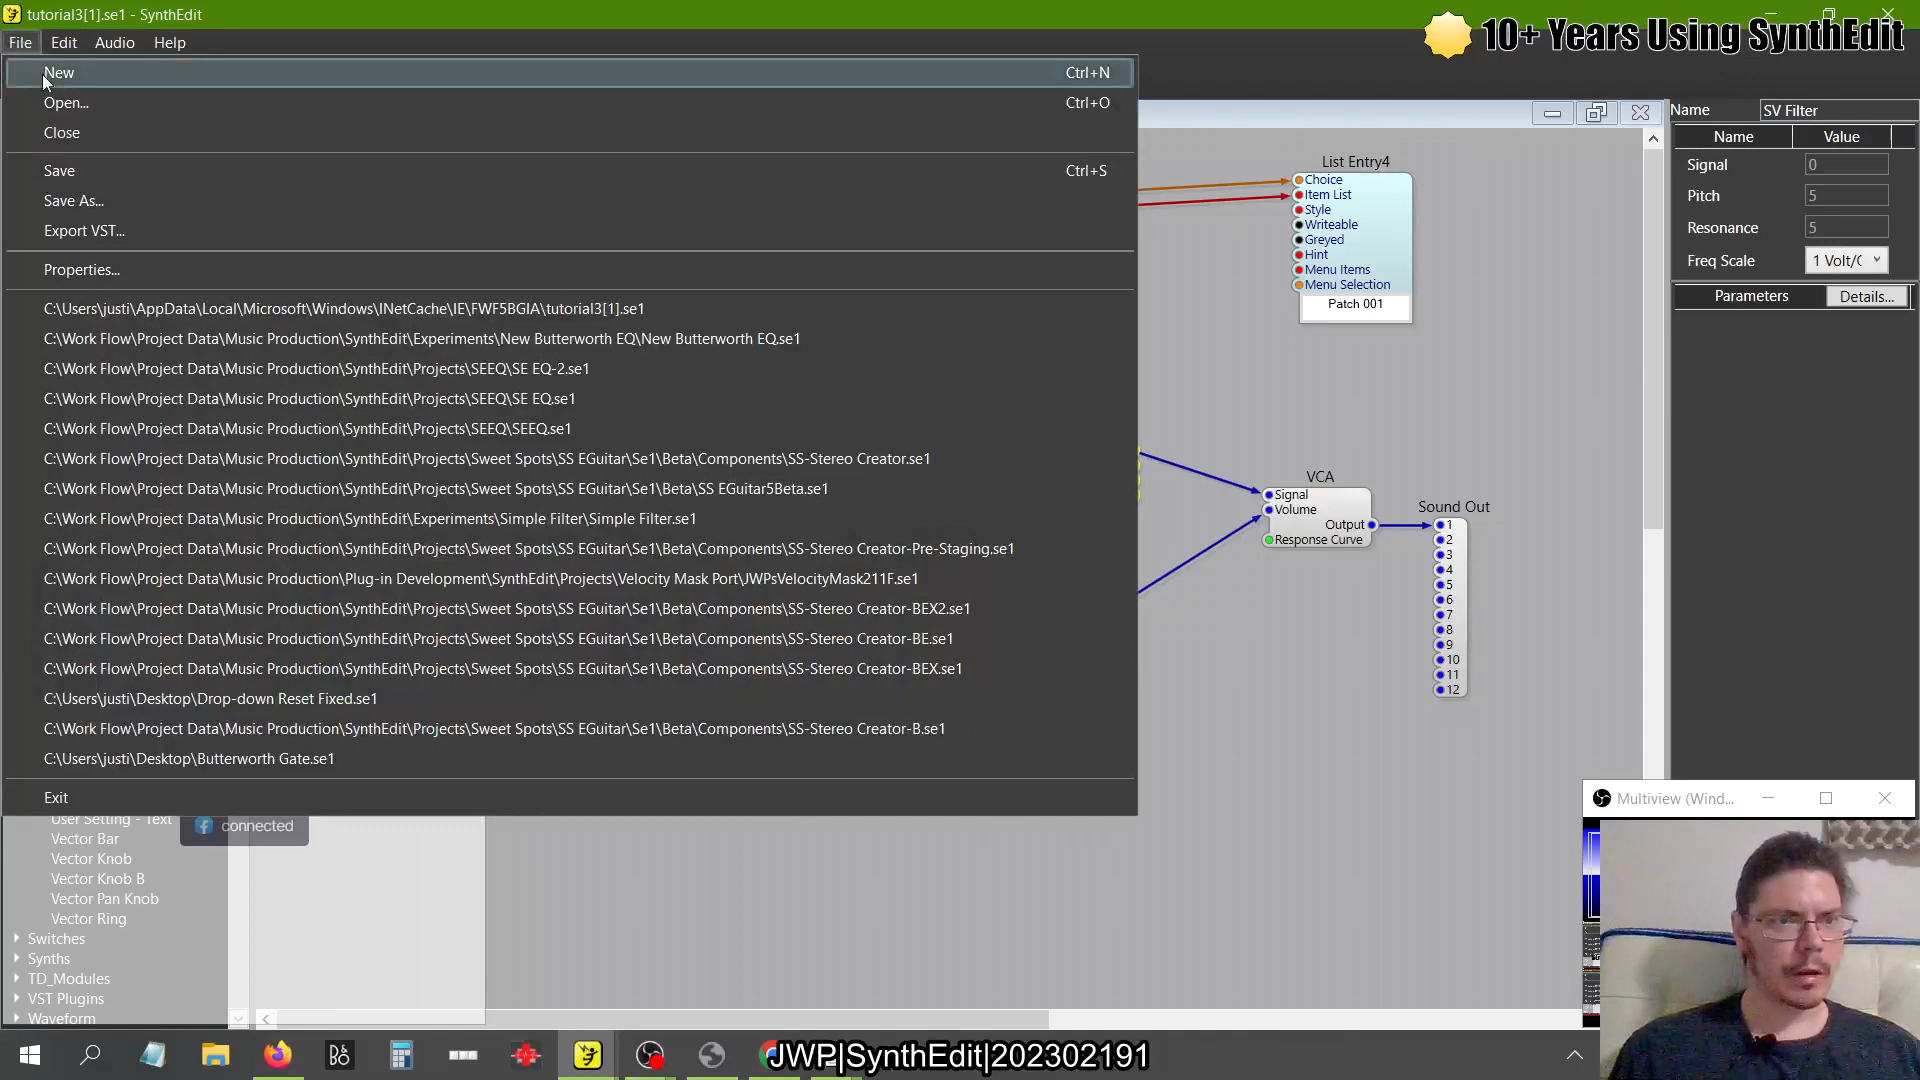 tutorial3[1].se1 - SynthEdit
10+ Years Using SynthEdit
File Edit Audio Help
New Ctrl+N
Open... Ctrl+O
Close
Save Ctrl+S
Save As...
Export VST...
Properties...
C:\Users\justi\AppData\Local\Microsoft\Windows\INetCache\IE\FWF5BGIA\tutorial3[1].se1
C:\Work Flow\Project Data\Music Production\SynthEdit\Experiments\New Butterworth EQ\New Butterworth EQ.se1
C:\Work Flow\Project Data\Music Production\SynthEdit\Projects\SEEQ\SE EQ-2.se1
C:\Work Flow\Project Data\Music Production\SynthEdit\Projects\SEEQ\SE EQ.se1
C:\Work Flow\Project Data\Music Production\SynthEdit\Projects\SEEQ\SEEQ.se1
C:\Work Flow\Project Data\Music Production\SynthEdit\Projects\Sweet Spots\SS EGuitar\Se1\Beta\Components\SS-Stereo Creator.se1
C:\Work Flow\Project Data\Music Production\SynthEdit\Projects\Sweet Spots\SS EGuitar\Se1\Beta\SS EGuitar5Beta.se1
C:\Work Flow\Project Data\Music Production\SynthEdit\Experiments\Simple Filter\Simple Filter.se1
C:\Work Flow\Project Data\Music Production\SynthEdit\Projects\Sweet Spots\SS EGuitar\Se1\Beta\Components\SS-Stereo Creator-Pre-Staging.se1
C:\Work Flow\Project Data\Music Production\Plug-in Development\SynthEdit\Projects\Velocity Mask Port\JWPsVelocityMask211F.se1
C:\Work Flow\Project Data\Music Production\SynthEdit\Projects\Sweet Spots\SS EGuitar\Se1\Beta\Components\SS-Stereo Creator-BEX2.se1
C:\Work Flow\Project Data\Music Production\SynthEdit\Projects\Sweet Spots\SS EGuitar\Se1\Beta\Components\SS-Stereo Creator-BE.se1
C:\Work Flow\Project Data\Music Production\SynthEdit\Projects\Sweet Spots\SS EGuitar\Se1\Beta\Components\SS-Stereo Creator-BEX.se1
C:\Users\justi\Desktop\Drop-down Reset Fixed.se1
C:\Work Flow\Project Data\Music Production\SynthEdit\Projects\Sweet Spots\SS EGuitar\Se1\Beta\Components\SS-Stereo Creator-B.se1
C:\Users\justi\Desktop\Butterworth Gate.se1
Exit
User Setting - Text
connected
Vector Bar
Vector Knob
Vector Knob B
Vector Pan Knob
Vector Ring
Switches
Synths
TD_Modules
VST Plugins
Waveform
List Entry4
Choice
Item List
Style
Writeable
Greyed
Hint
Menu Items
Menu Selection
Patch 001
VCA
Signal
Volume
Output
Response Curve
Sound Out
1
2
3
4
5
6
7
8
9
10
11
12
Name SV Filter
Name Value
Signal 0
Pitch 5
Resonance 5
Freq Scale 1 Volt/(
Parameters Details...
Multiview (Wind...
BŌ
JWP|SynthEdit|202302191